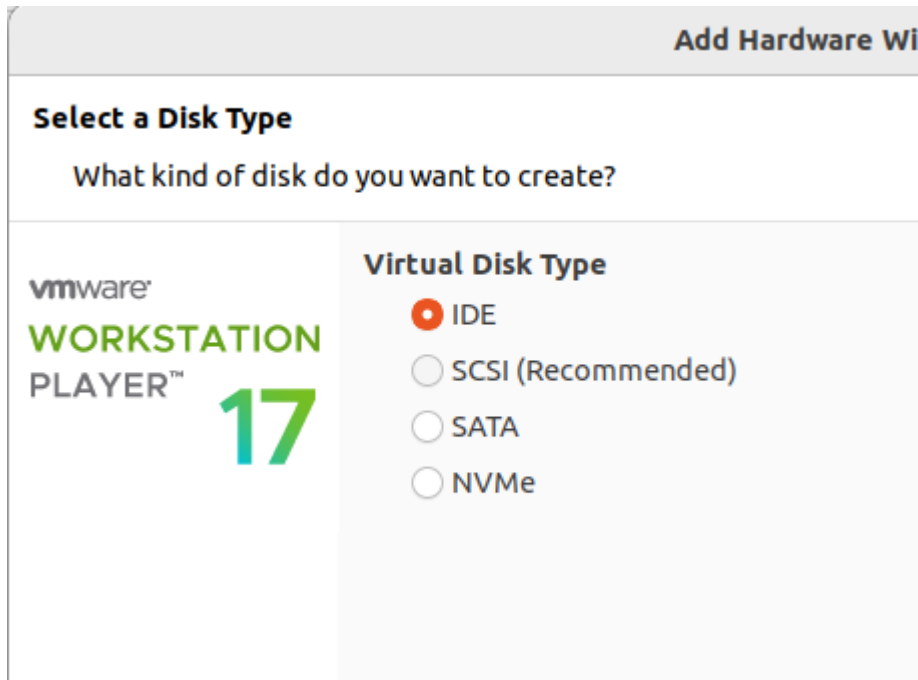 Add Hardware Wi
Select a Disk Type
What kind of disk do you want to create?
vmware
WORKSTATION
PLAYER™
17
Virtual Disk Type
IDE
SCSI (Recommended)
SATA
NVMe